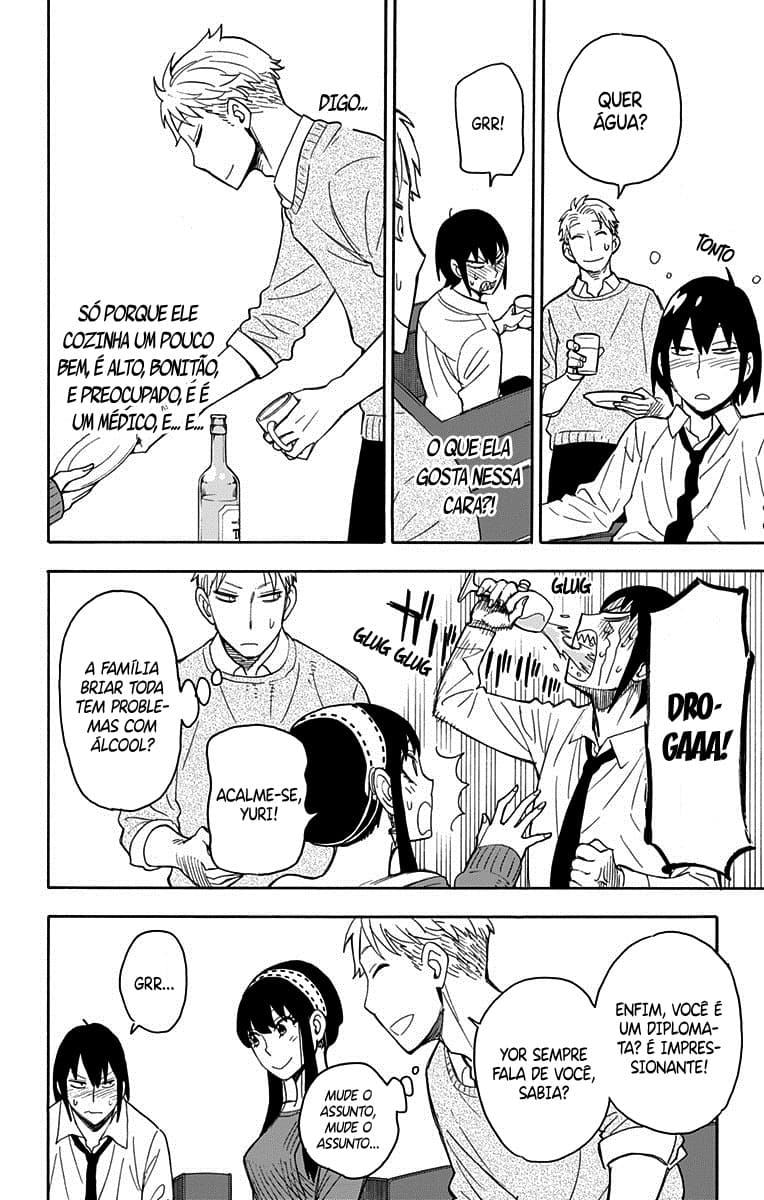 QUER
ÁGUA?
TONTO
GRR!
O QUE ELA
GOSTA NESSA
CARA?!
DIGO...
SÓ PORQUE ELE
COZINHA UM POUCO
BEM, É ALTO, BONITÃO,
E PREOCUPADO, É É
UM MÉDICO, E... E...
DRO-
GAAA!
GLUG
GLUG GLUG
A FAMÍLIA
BRIAR TODA
TEM PROBLE-
MAS COM
ÁLCOOL?
ACALME-SE,
YURI!
ENFIM, VOCÊ É
UM DIPLOMA-
TA? É IMPRES-
SIONANTE!
YOR SEMPRE
FALA DE VOCÊ,
SABIA?
MUDE O
ASSUNTO,
MUDE O
ASSUNTO...
GRR...